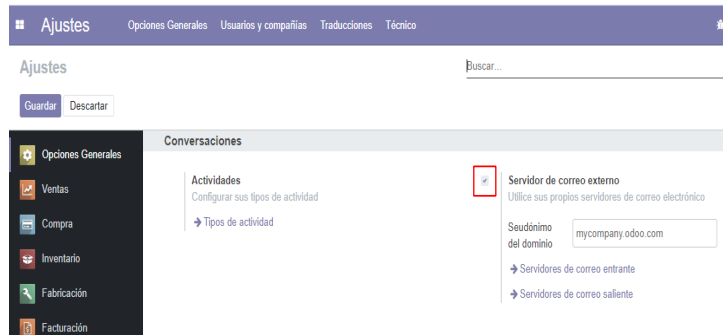 Ajustes Opciones Generales Usuarios y compañías Traducciones Técnico
Ajustes
Buscar...
Guardar Descartar
Conversaciones
Opciones Generales
Ventas
Compra
Inventario
Fabricación
Facturación
Actividades
Configurar sus tipos de actividad
Tipos de actividad
Servidor de correo externo
Utilice sus propios servidores de correo electrónico
Seudónimo
del dominio
mycompany.odoo.com
Servidores de correo entrante
Servidores de correo saliente